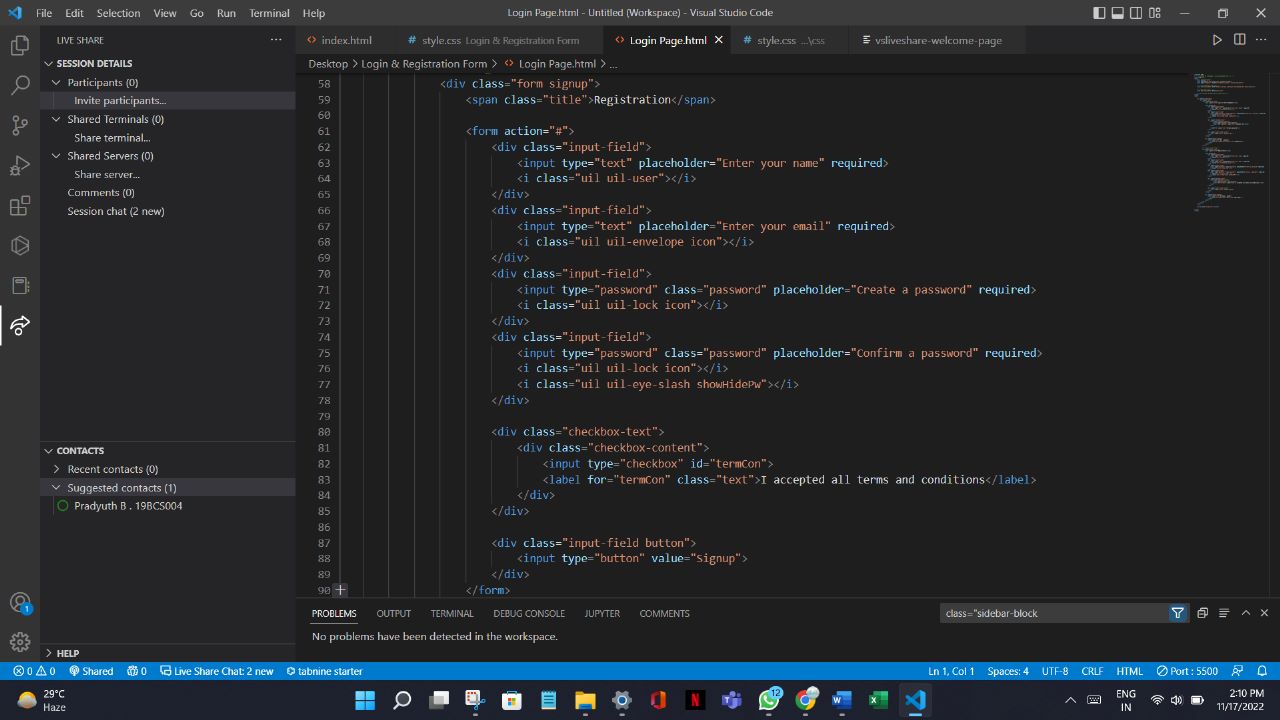 File Edit Selection View Go Run Terminal Help
Login Page.html - Untitled (Workspace) - Visual Studio Code
LIVE SHARE
SESSION DETAILS
Participants (0)
Invite participants...
Shared Terminals (0)
Share terminal...
Shared Servers (0)
Share server...
Comments (0)
Session chat (2 new)
CONTACTS
Recent contacts (0)
Suggested contacts (1)
Pradyuth B . 19BCS004
HELP
index.html # style.css Login & Registration Form Login Page.html # style.css ...\css vsliveshare-welcome-page
Desktop > Login & Registration Form > Login Page.html > ...
58 <div class="form signup">
59 <span class="title">Registration</span>
60
61 <form action="#">
62 <div class="input-field">
63 <input type="text" placeholder="Enter your name" required>
64 <i class="uil uil-user"></i>
65 </div>
66 <div class="input-field">
67 <input type="text" placeholder="Enter your email" required>
68 <i class="uil uil-envelope icon"></i>
69 </div>
70 <div class="input-field">
71 <input type="password" class="password" placeholder="Create a password" required>
72 <i class="uil uil-lock icon"></i>
73 </div>
74 <div class="input-field">
75 <input type="password" class="password" placeholder="Confirm a password" required>
76 <i class="uil uil-lock icon"></i>
77 <i class="uil uil-eye-slash showHidePw"></i>
78 </div>
79
80 <div class="checkbox-text">
81 <div class="checkbox-content">
82 <input type="checkbox" id="termCon">
83 <label for="termCon" class="text">I accepted all terms and conditions</label>
84 </div>
85 </div>
86
87 <div class="input-field button">
88 <input type="button" value="Signup">
89 </div>
90 </form>
PROBLEMS OUTPUT TERMINAL DEBUG CONSOLE JUPYTER COMMENTS
class="sidebar-block
No problems have been detected in the workspace.
1
0 0 Shared 0 Live Share Chat: 2 new tabnine starter
Ln 1, Col 1 Spaces: 4 UTF-8 CRLF HTML Port : 5500
29°C
Haze
12
ENG
IN
2:10 PM
11/17/2022